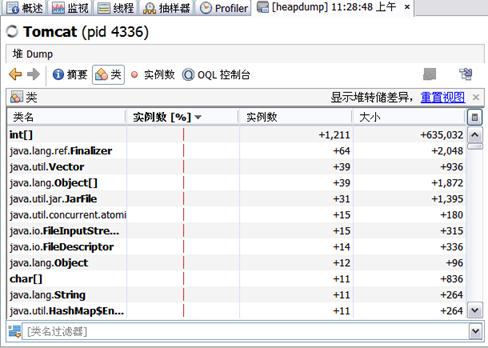 概述 监视 线程 抽样器 Profiler [heapdump] 11:28:48 上午 ×
Tomcat (pid 4336)
堆 Dump
摘要 类 实例数 OQL 控制台
类 显示堆转储差异，重置视图 ×
类名 实例数 [%] 实例数 大小
int[] +1,211 +635,032
java.lang.ref.Finalizer +64 +2,048
java.util.Vector +39 +936
java.lang.Object[] +39 +1,872
java.util.jar.JarFile +31 +1,395
java.util.concurrent.atomi +15 +180
java.io.FileInputStre... +15 +315
java.io.FileDescriptor +14 +336
java.lang.Object +12 +96
char[] +11 +836
java.lang.String +11 +264
java.util.HashMap$En... +11 +264
[类名过滤器]